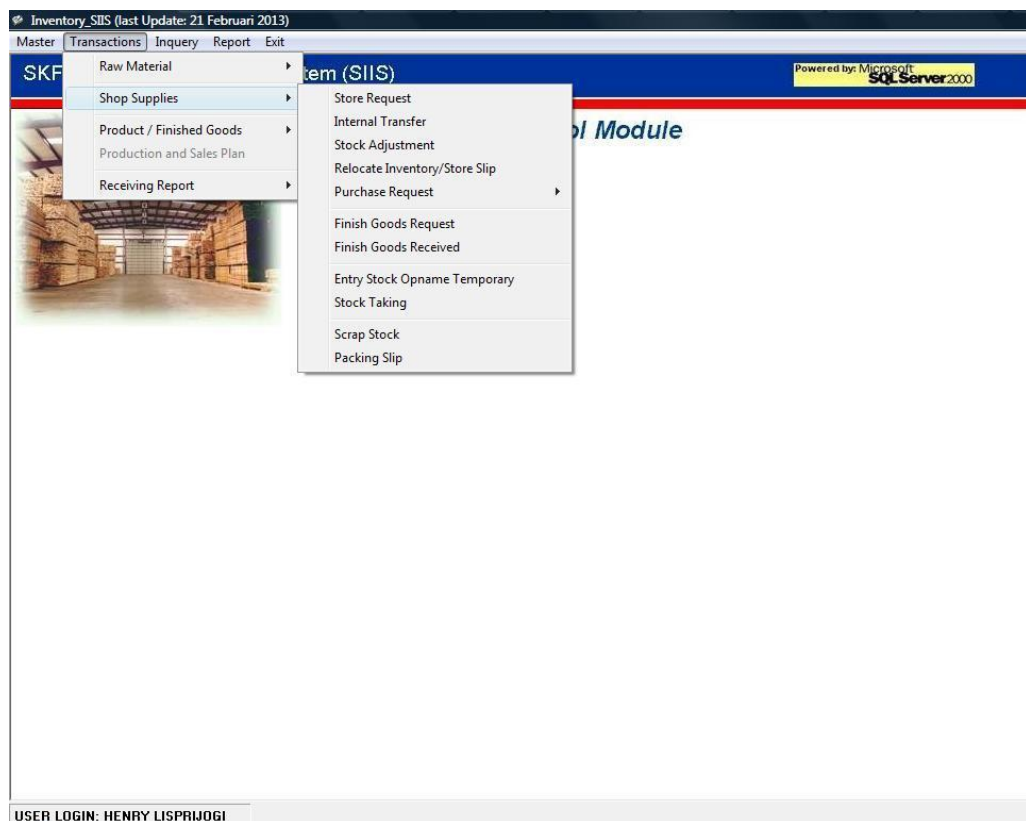 Inventory_SIIS (last Update: 21 Februari 2013)
Master Transactions Inquery Report Exit
SKF tem (SIIS)
Powered by: Microsoft
SQL Server 2000
ol Module
Raw Material
Shop Supplies
Product / Finished Goods
Production and Sales Plan
Receiving Report
Store Request
Internal Transfer
Stock Adjustment
Relocate Inventory/Store Slip
Purchase Request
Finish Goods Request
Finish Goods Received
Entry Stock Opname Temporary
Stock Taking
Scrap Stock
Packing Slip
USER LOGIN: HENRY LISPRIJOGI